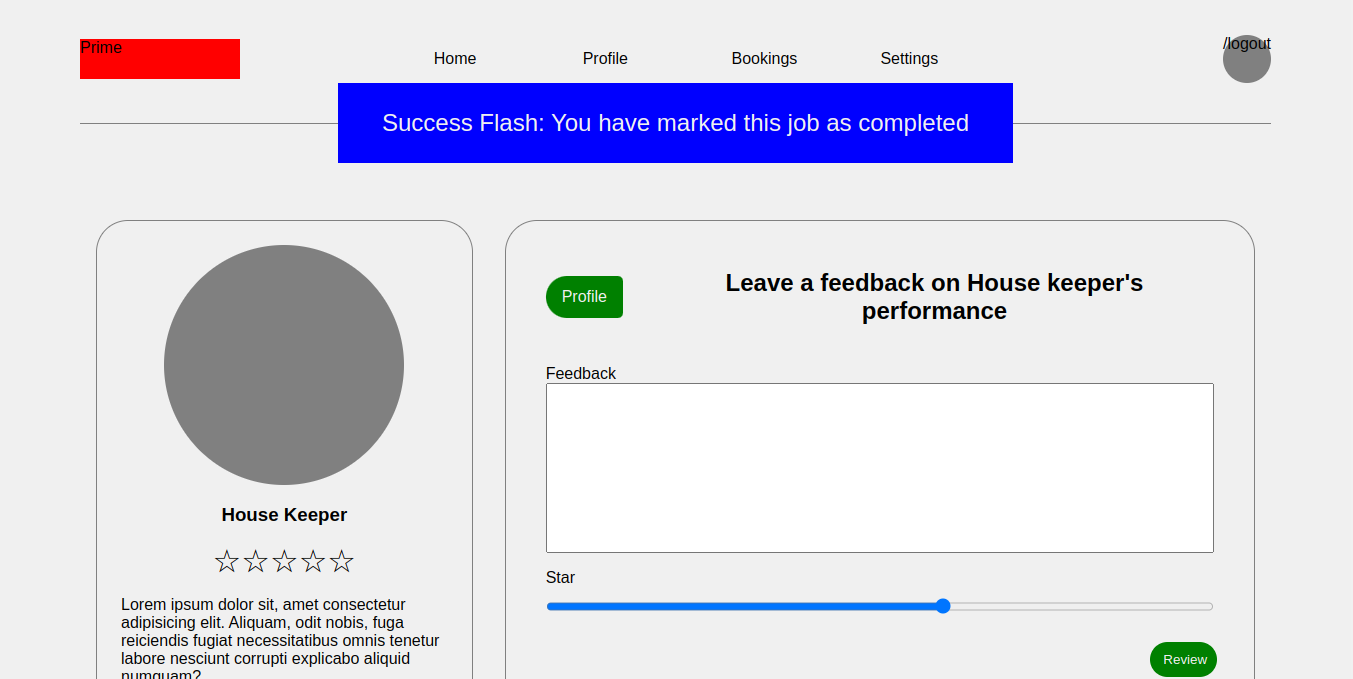 Prime
Home
Profile
Bookings
Settings
/logout
Success Flash: You have marked this job as completed
House Keeper
☆☆☆☆☆
Lorem ipsum dolor sit, amet consectetur
adipisicing elit. Aliquam, odit nobis, fuga
reiciendis fugiat necessitatibus omnis tenetur
labore nesciunt corrupti explicabo aliquid
numquam?
Profile
Leave a feedback on House keeper's
performance
Feedback
Star
Review